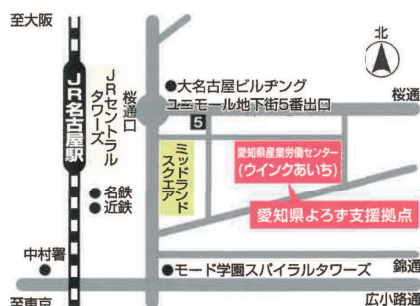 至大阪
北
JR名古屋駅
JRセントラル
タワーズ
桜通口
●大名古屋ビルヂング
ユニモール地下街5番出口
桜通
5
ミッドランド
スクエア
愛知県産業労働センター
(ウインクあいち)
愛知県よろず支援拠点
●名鉄
●近鉄
中村署
●モード学園スパイラルタワーズ
錦通
至東京
広小路通